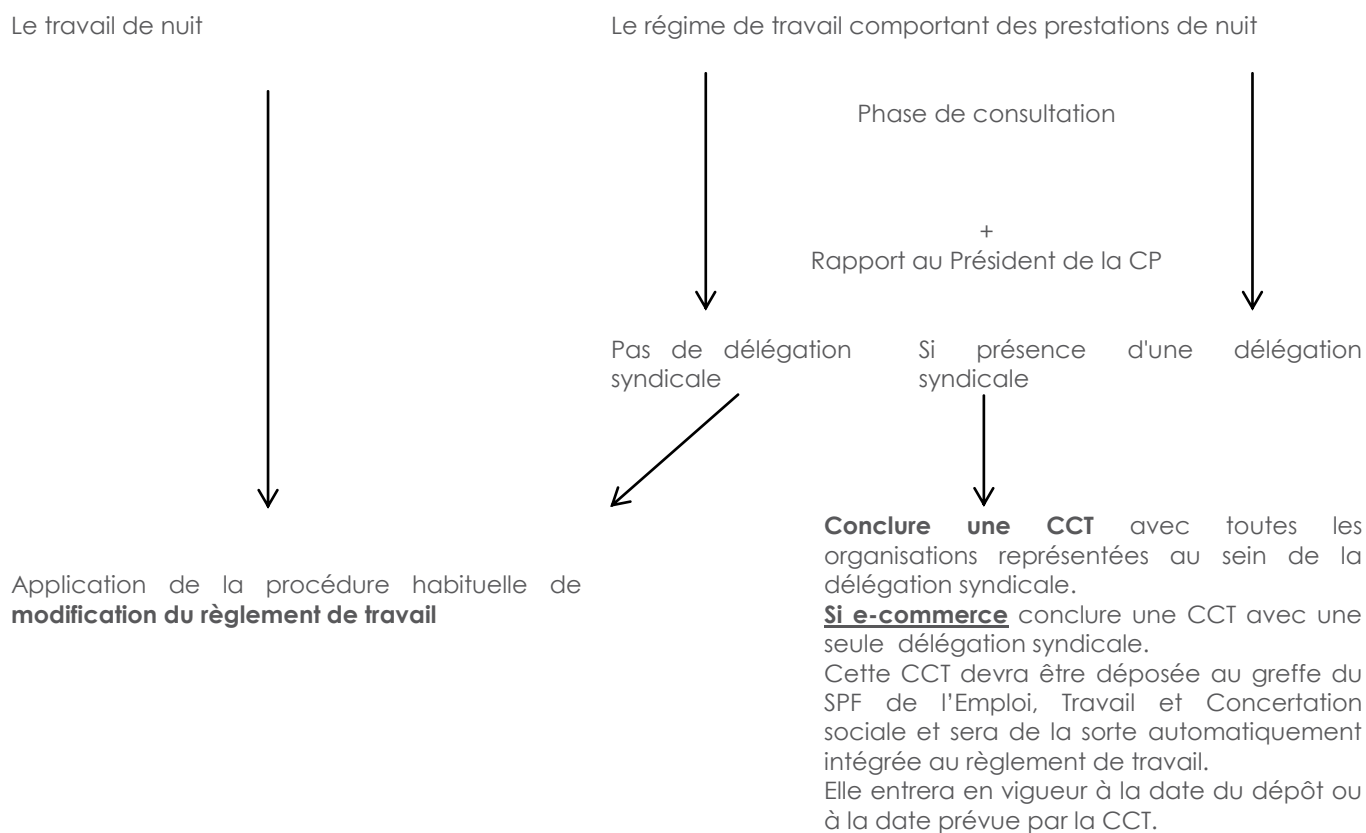 Le travail de nuit
Le régime de travail comportant des prestations de nuit
Phase de consultation
+
Rapport au Président de la CP
Pas de délégation
syndicale
Si présence d'une délégation
syndicale
Application de la procédure habituelle de
modification du règlement de travail
Conclure une CCT avec toutes les
organisations représentées au sein de la
délégation syndicale.
Si e-commerce conclure une CCT avec une
seule délégation syndicale.
Cette CCT devra être déposée au greffe du
SPF de l'Emploi, Travail et Concertation
sociale et sera de la sorte automatiquement
intégrée au règlement de travail.
Elle entrera en vigueur à la date du dépôt ou
à la date prévue par la CCT.